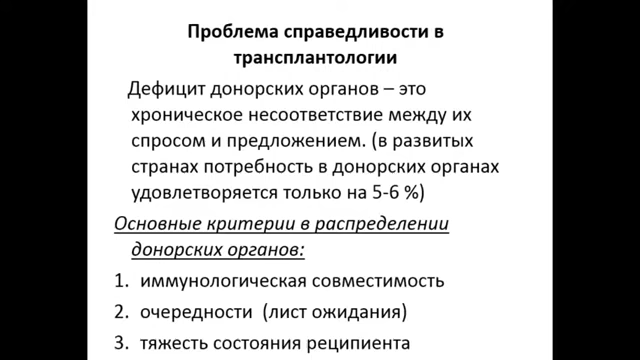 Проблема справедливости в
трансплантологии
Дефицит донорских органов – это
хроническое несоответствие между их
спросом и предложением. (в развитых
странах потребность в донорских органах
удовлетворяется только на 5-6 %)
Основные критерии в распределении
донорских органов:
1. иммунологическая совместимость
2. очередности (лист ожидания)
3. тяжесть состояния реципиента